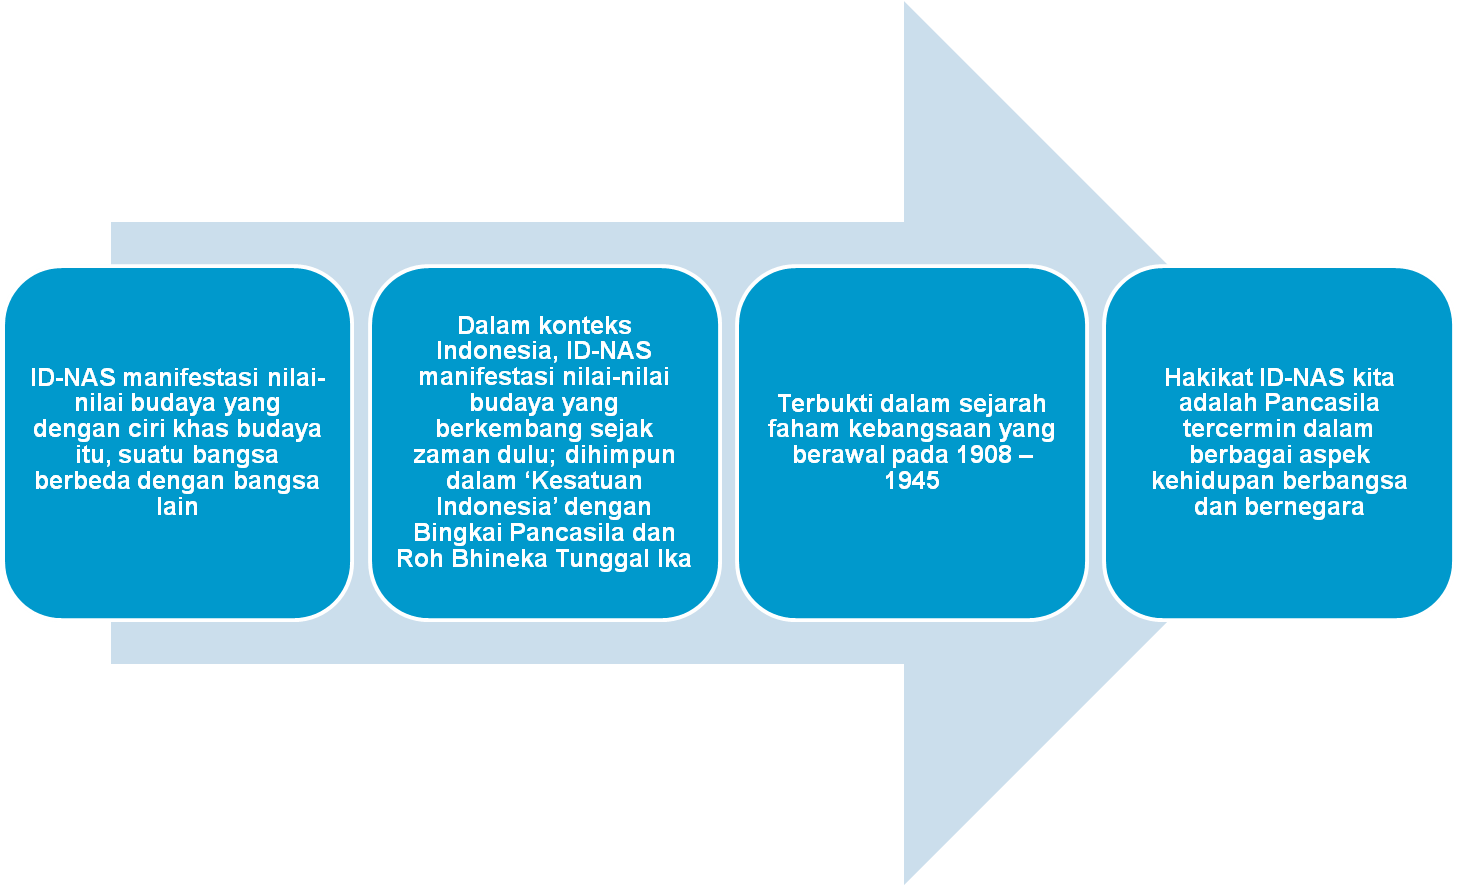 ID-NAS manifestasi nilai-
nilai budaya yang
dengan ciri khas budaya
itu, suatu bangsa
berbeda dengan bangsa
lain
Dalam konteks
Indonesia, ID-NAS
manifestasi nilai-nilai
budaya yang
berkembang sejak
zaman dulu; dihimpun
dalam ‘Kesatuan
Indonesia’ dengan
Bingkai Pancasila dan
Roh Bhineka Tunggal Ika
Terbukti dalam sejarah
faham kebangsaan yang
berawal pada 1908 –
1945
Hakikat ID-NAS kita
adalah Pancasila
tercermin dalam
berbagai aspek
kehidupan berbangsa
dan bernegara